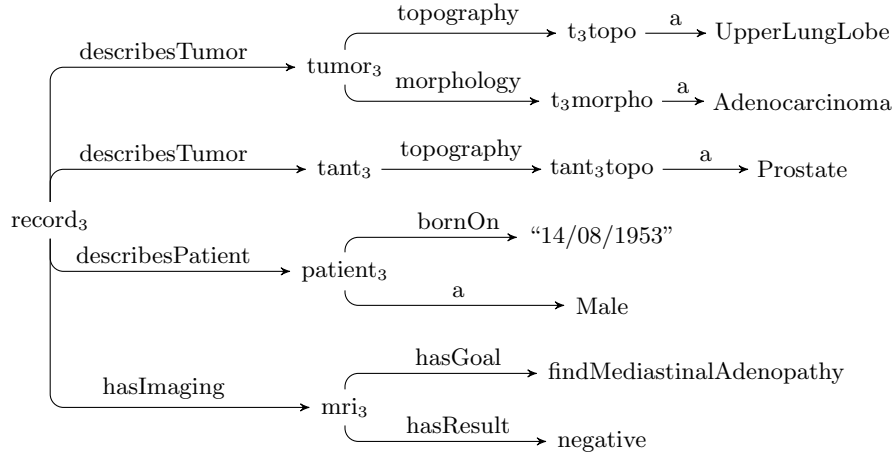 topography
t₃topo a UpperLungLobe
describesTumor
tumor₃
morphology
t₃morpho a Adenocarcinoma
describesTumor topography
tant₃ tant₃topo a Prostate
record₃
bornOn
“14/08/1953”
describesPatient
patient₃
a
Male
hasGoal
findMediastinalAdenopathy
hasImaging
mri₃
hasResult
negative